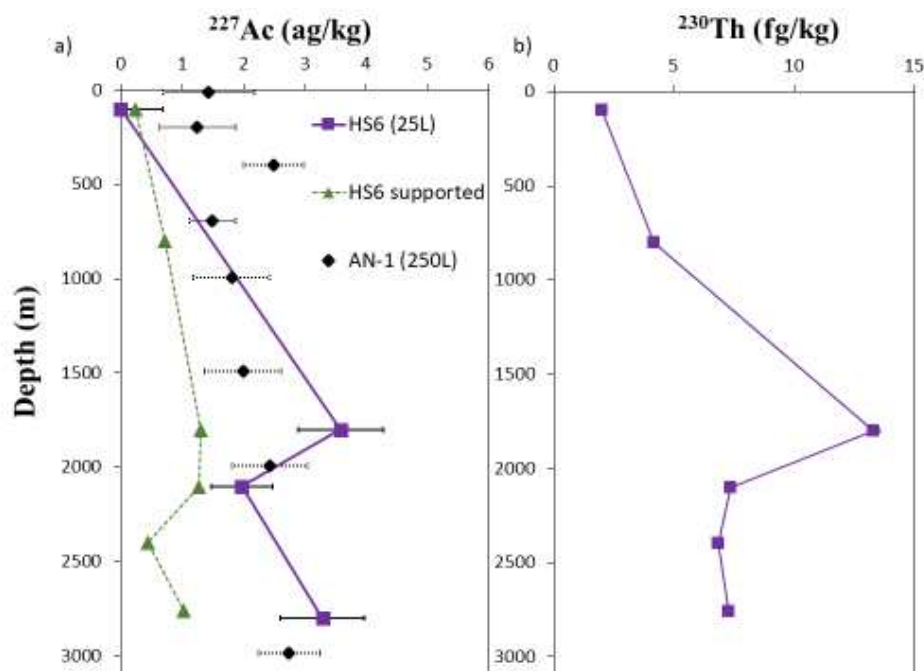 a)
²²⁷Ac (ag/kg)
0 1 2 3 4 5 6
0
500
1000
1500
2000
2500
3000
Depth (m)
HS6 (25L)
HS6 supported
AN-1 (250L)
b)
²³⁰Th (fg/kg)
0 5 10 15
0
500
1000
1500
2000
2500
3000